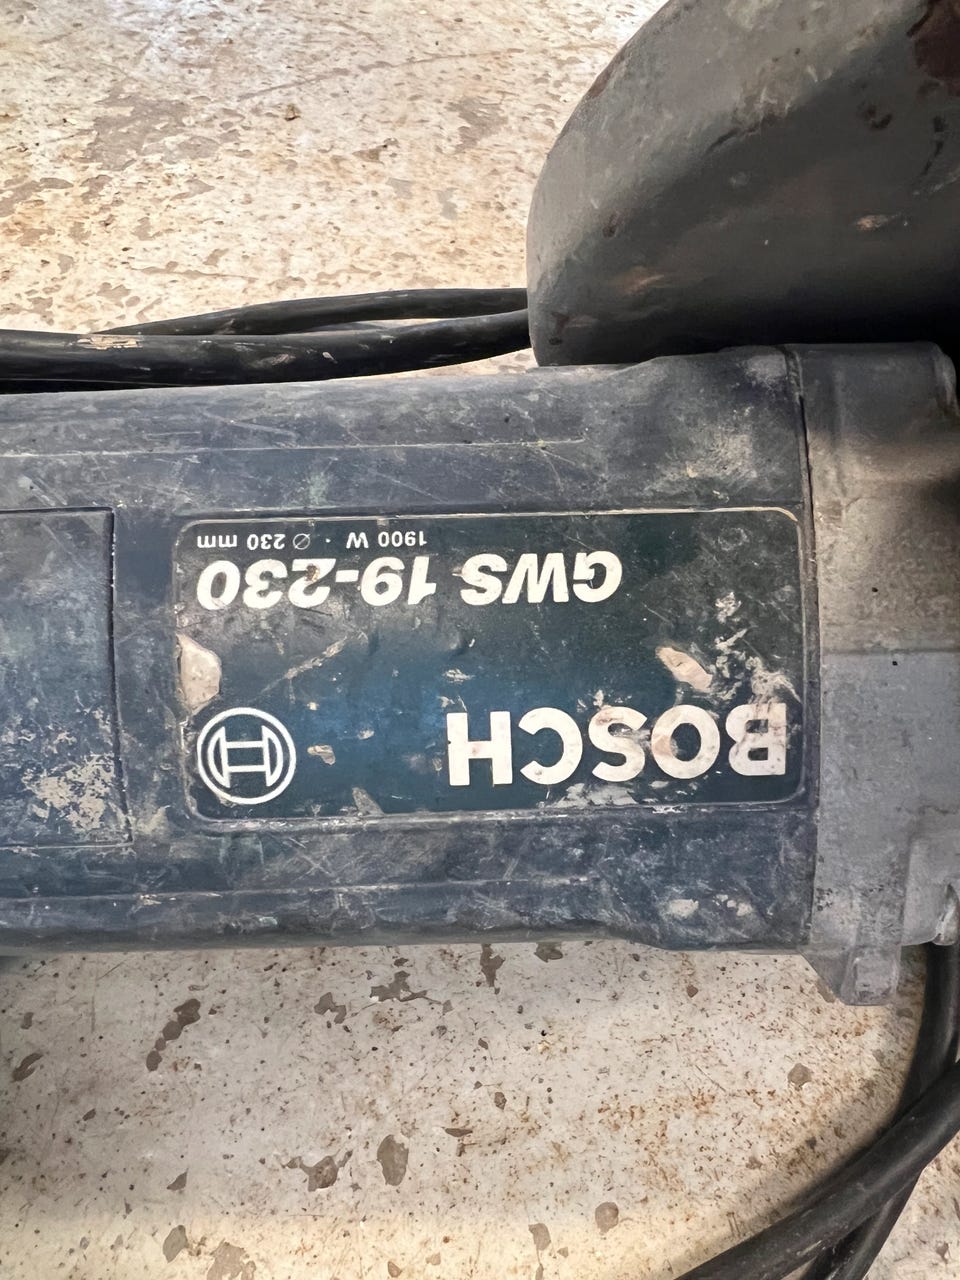 BOSCH
GWS 19-230
1900 W · Ø 230 mm